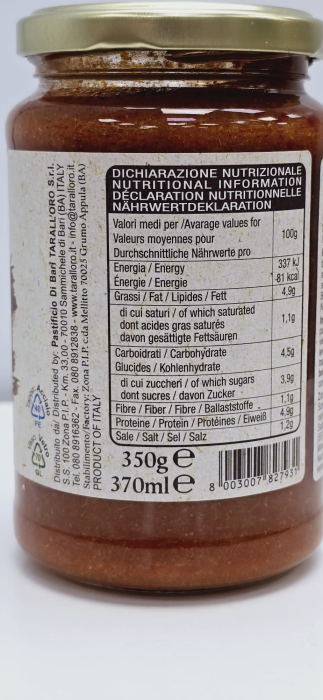 DICHIARAZIONE NUTRIZIONALE
NUTRITIONAL INFORMATION
DÉCLARATION NUTRITIONNELLE
NÄHRWERTDEKLARATION
Valori medi per /Avarage values for
Valeurs moyennes pour
Durchschnittliche Nährwerte pro
100g
Energia / Energy 337 kJ
Énergie / Energie 81 kcal
Grassi / Fat / Lipides / Fett 4,9g
di cui saturi / of which saturated
dont acides gras saturés
davon gesättigte Fettsäuren
1,1g
Carboidrati / Carbohydrate
Glucides / Kohlenhydrate
4,5g
di cui zuccheri / of which sugars
dont sucres / davon Zucker
3,9g
Fibre / Fiber / Fibre / Ballaststoffe 1,1g
Proteine / Protein / Protéines / Eiweiß 4,9g
Sale / Salt / Sel / Salz 1,2g
350g e
370ml e
8 003007 827931
Distribuito da/ Distributed by: Pastificio Di Bari TARALL'ORO S.r.l.
S.S. 100 Zona P.I.P. - Km. 33,00 - 70010 Sammichele di Bari (BA) ITALY
Tel. 080 8916362 - Fax. 080 8912838 - www.taralloro.it - info@taralloro.it
Stabilimento/Factory: Zona P.I.P. c.da Mellitto 70025 Grumo Appula (BA)
PRODUCT OF ITALY